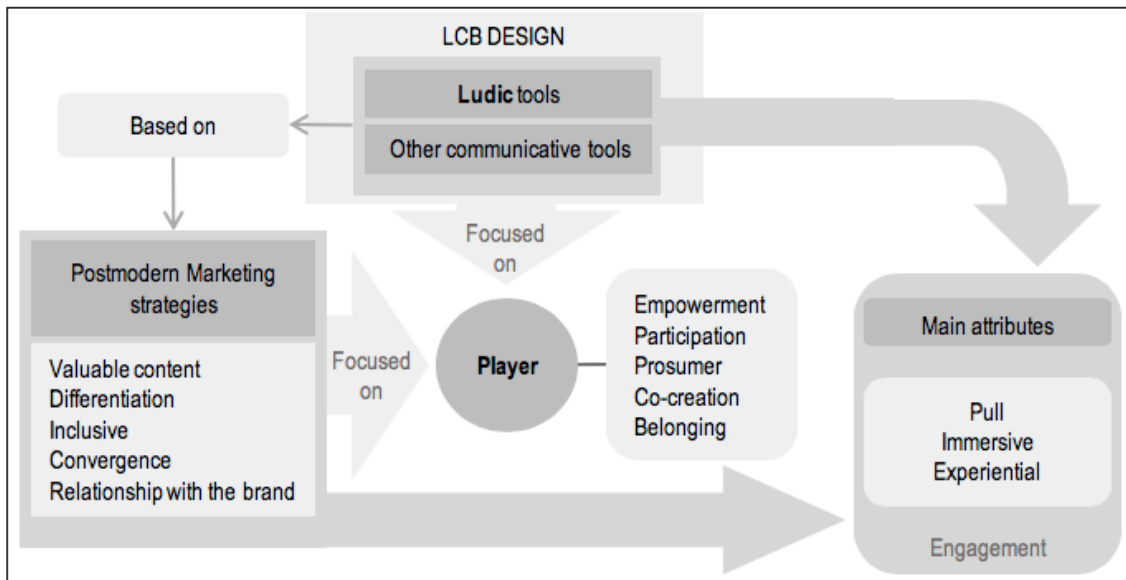 LCB DESIGN
Ludic tools
Other communicative tools
Based on
Focused
on
Postmodern Marketing
strategies
Valuable content
Differentiation
Inclusive
Convergence
Relationship with the brand
Focused
on
Player
Empowerment
Participation
Prosumer
Co-creation
Belonging
Main attributes
Pull
Immersive
Experiential
Engagement